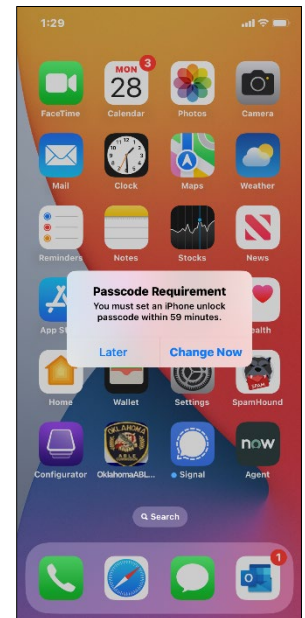 1:29
3
MON
28
FaceTime
Calendar
Photos
Camera
Mail
Clock
Maps
Weather
Reminders
Notes
Stocks
News
Passcode Requirement
You must set an iPhone unlock
passcode within 59 minutes.
Later
Change Now
App St
ealth
SPAM
Home
Wallet
Settings
SpamHound
OKLAHOMA
now
Configurator
OklahomaABL...
Signal
Agent
Search
1